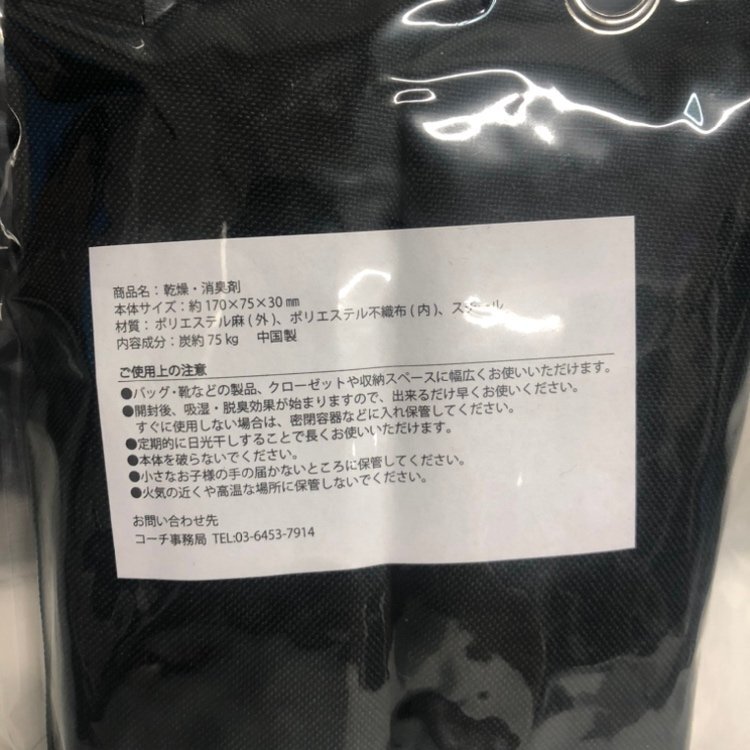 商品名：乾燥・消臭剤
本体サイズ：約170×75×30㎜
材質：ポリエステル麻(外)、ポリエステル不織布(内)、
内容成分：炭約75kg　中国製
ご使用上の注意
●バッグ・靴などの製品、クローゼットや収納スペースに幅広くお使いいただけます。
●開封後、吸湿・脱臭効果が始まりますので、出来るだけ早くお使いください。
すぐに使用しない場合は、密閉容器などに入れ保管してください。
●定期的に日光干しすることで長くお使いいただけます。
●本体を破らないでください。
●小さなお子様の手の届かないところに保管してください。
●火気の近くや高温な場所に保管しないでください。
お問い合わせ先
コーチ事務局 TEL:03-6453-7914